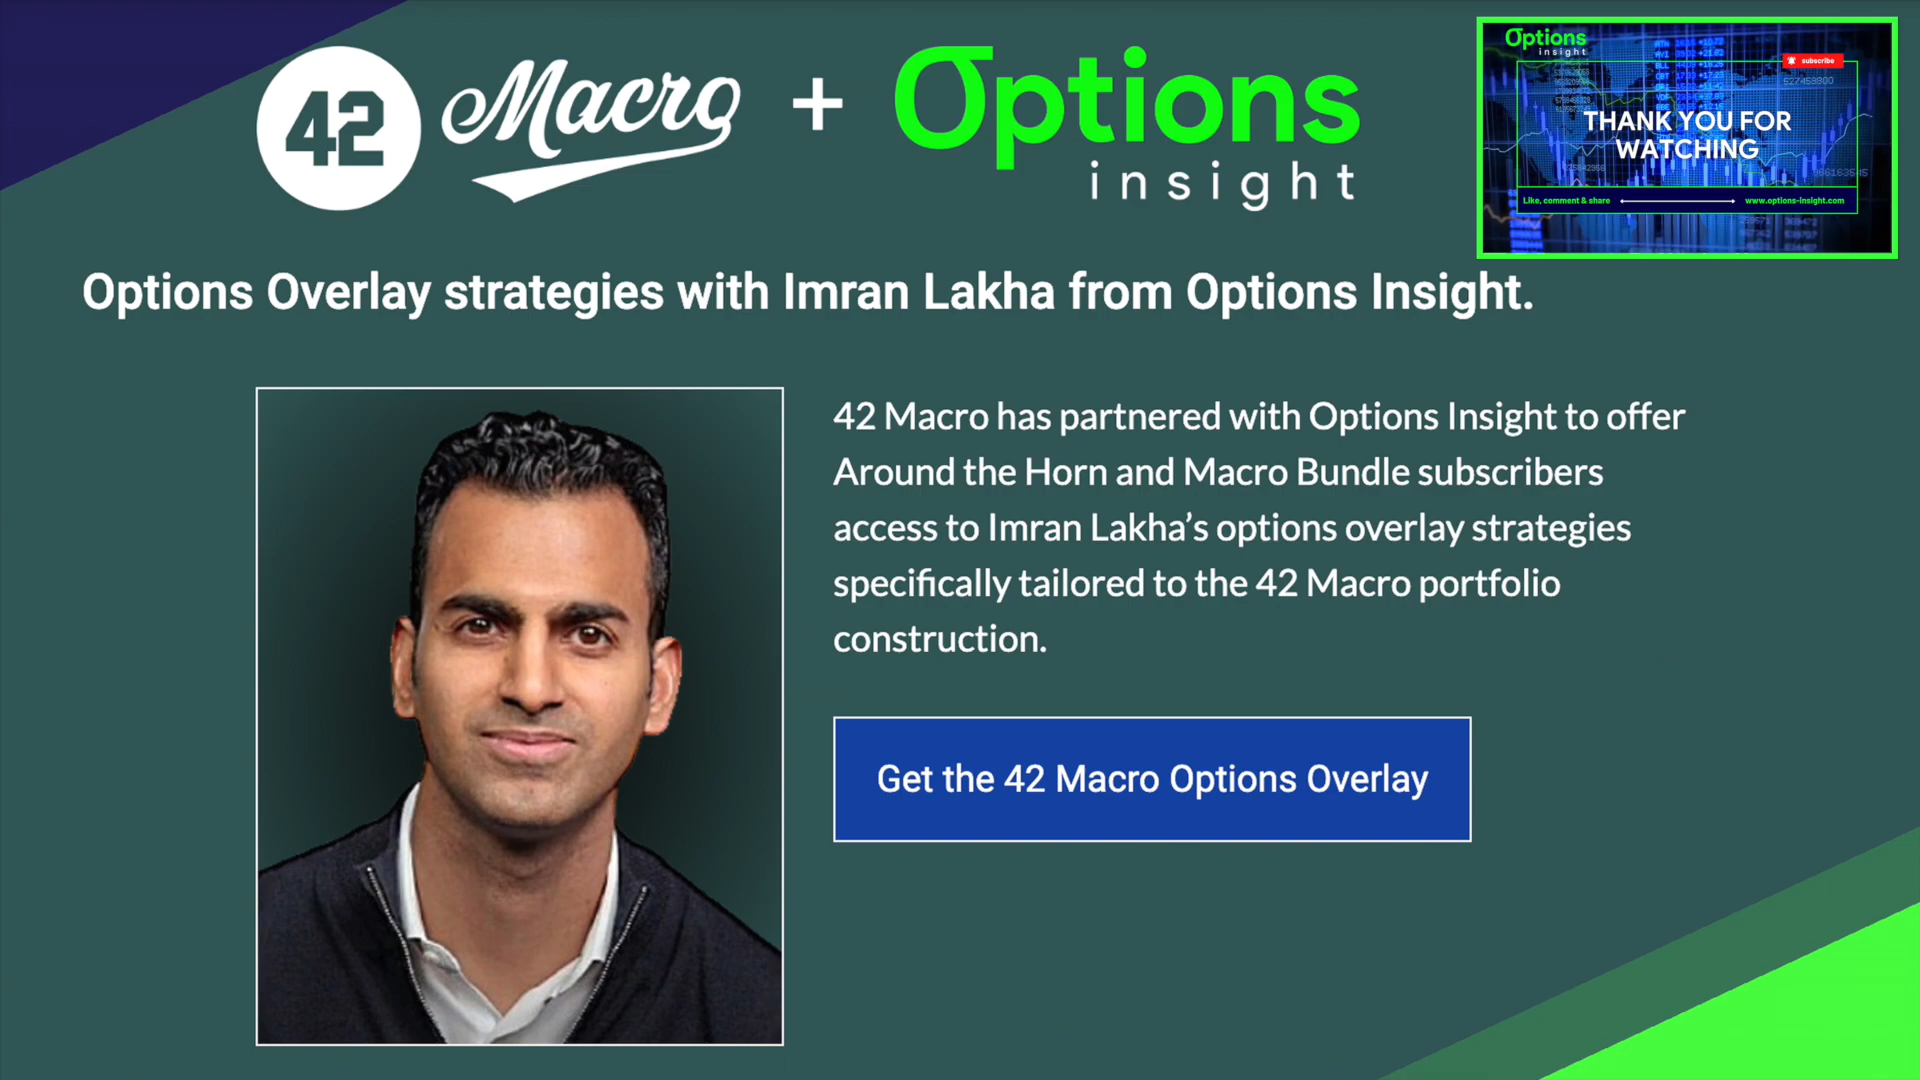 42 Macro + Options
insight
Options
insight
subscribe
THANK YOU FOR
WATCHING
Like, comment & share
www.options-insight.com
Options Overlay strategies with Imran Lakha from Options Insight.
42 Macro has partnered with Options Insight to offer
Around the Horn and Macro Bundle subscribers
access to Imran Lakha’s options overlay strategies
specifically tailored to the 42 Macro portfolio
construction.
Get the 42 Macro Options Overlay